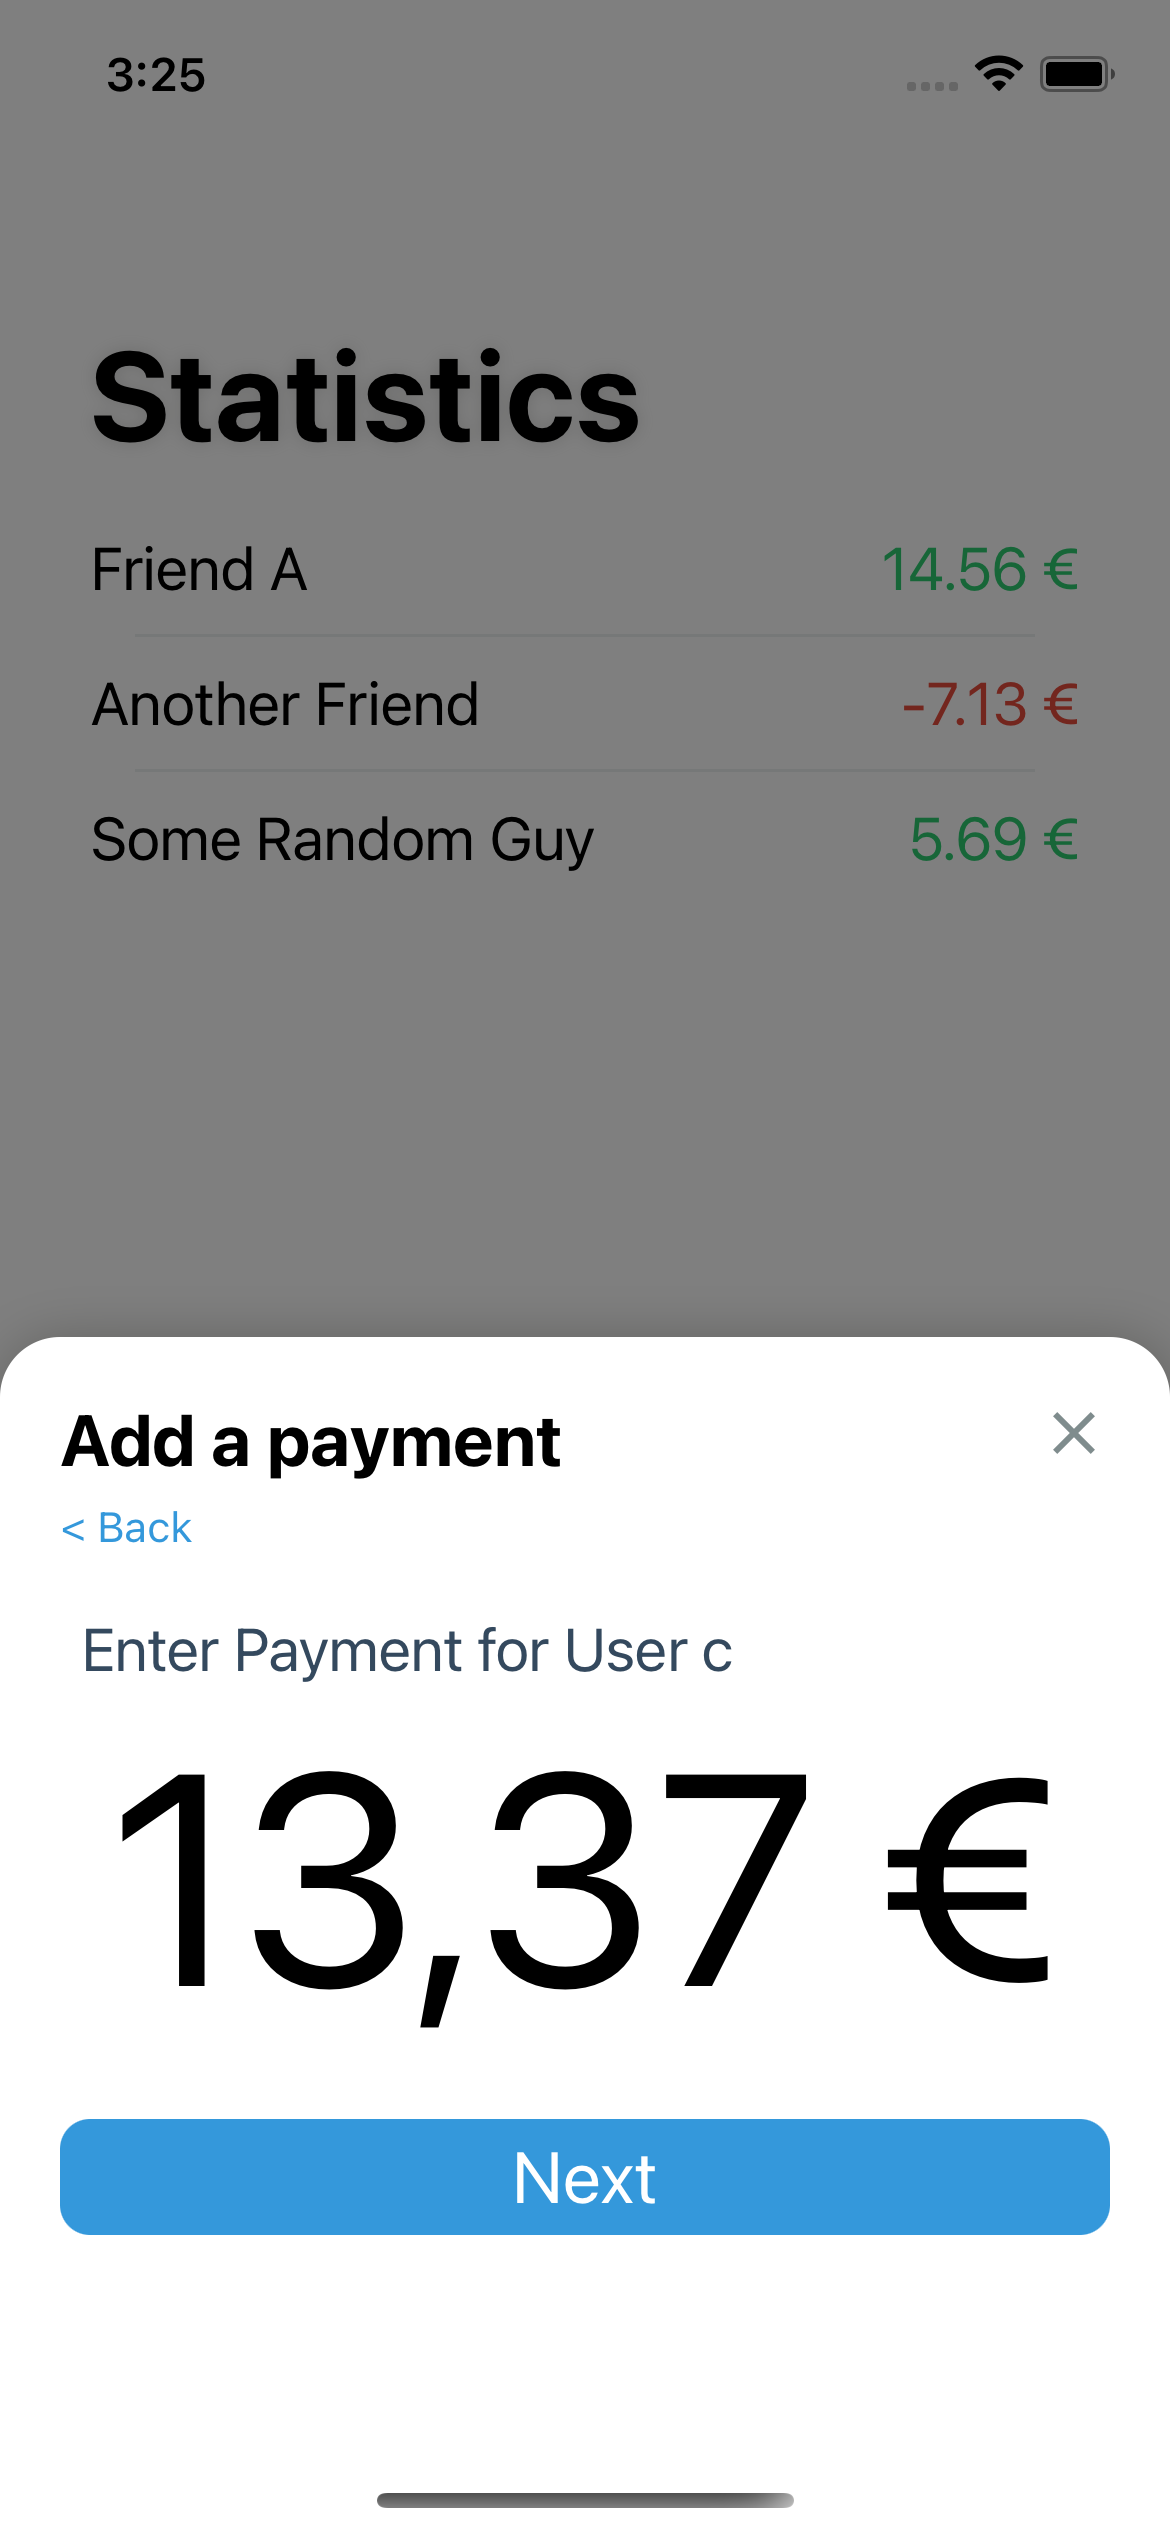 3:25
Statistics
Friend A 14.56 €
Another Friend -7.13 €
Some Random Guy 5.69 €
Add a payment
< Back
Enter Payment for User c
13,37 €
Next